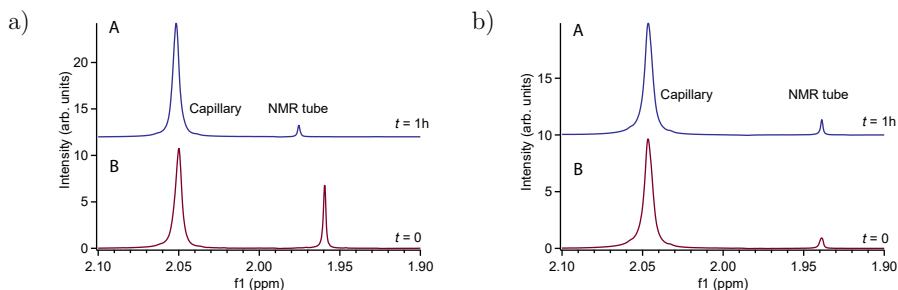 a)
A
Intensity (arb. units)
20
15
10
5
0
Capillary
NMR tube
t = 1h
B
t = 0
2.10
2.05
2.00
1.95
1.90
f1 (ppm)
b)
A
Intensity (arb. units)
15
10
5
0
Capillary
NMR tube
t = 1h
B
t = 0
2.10
2.05
2.00
1.95
1.90
f1 (ppm)